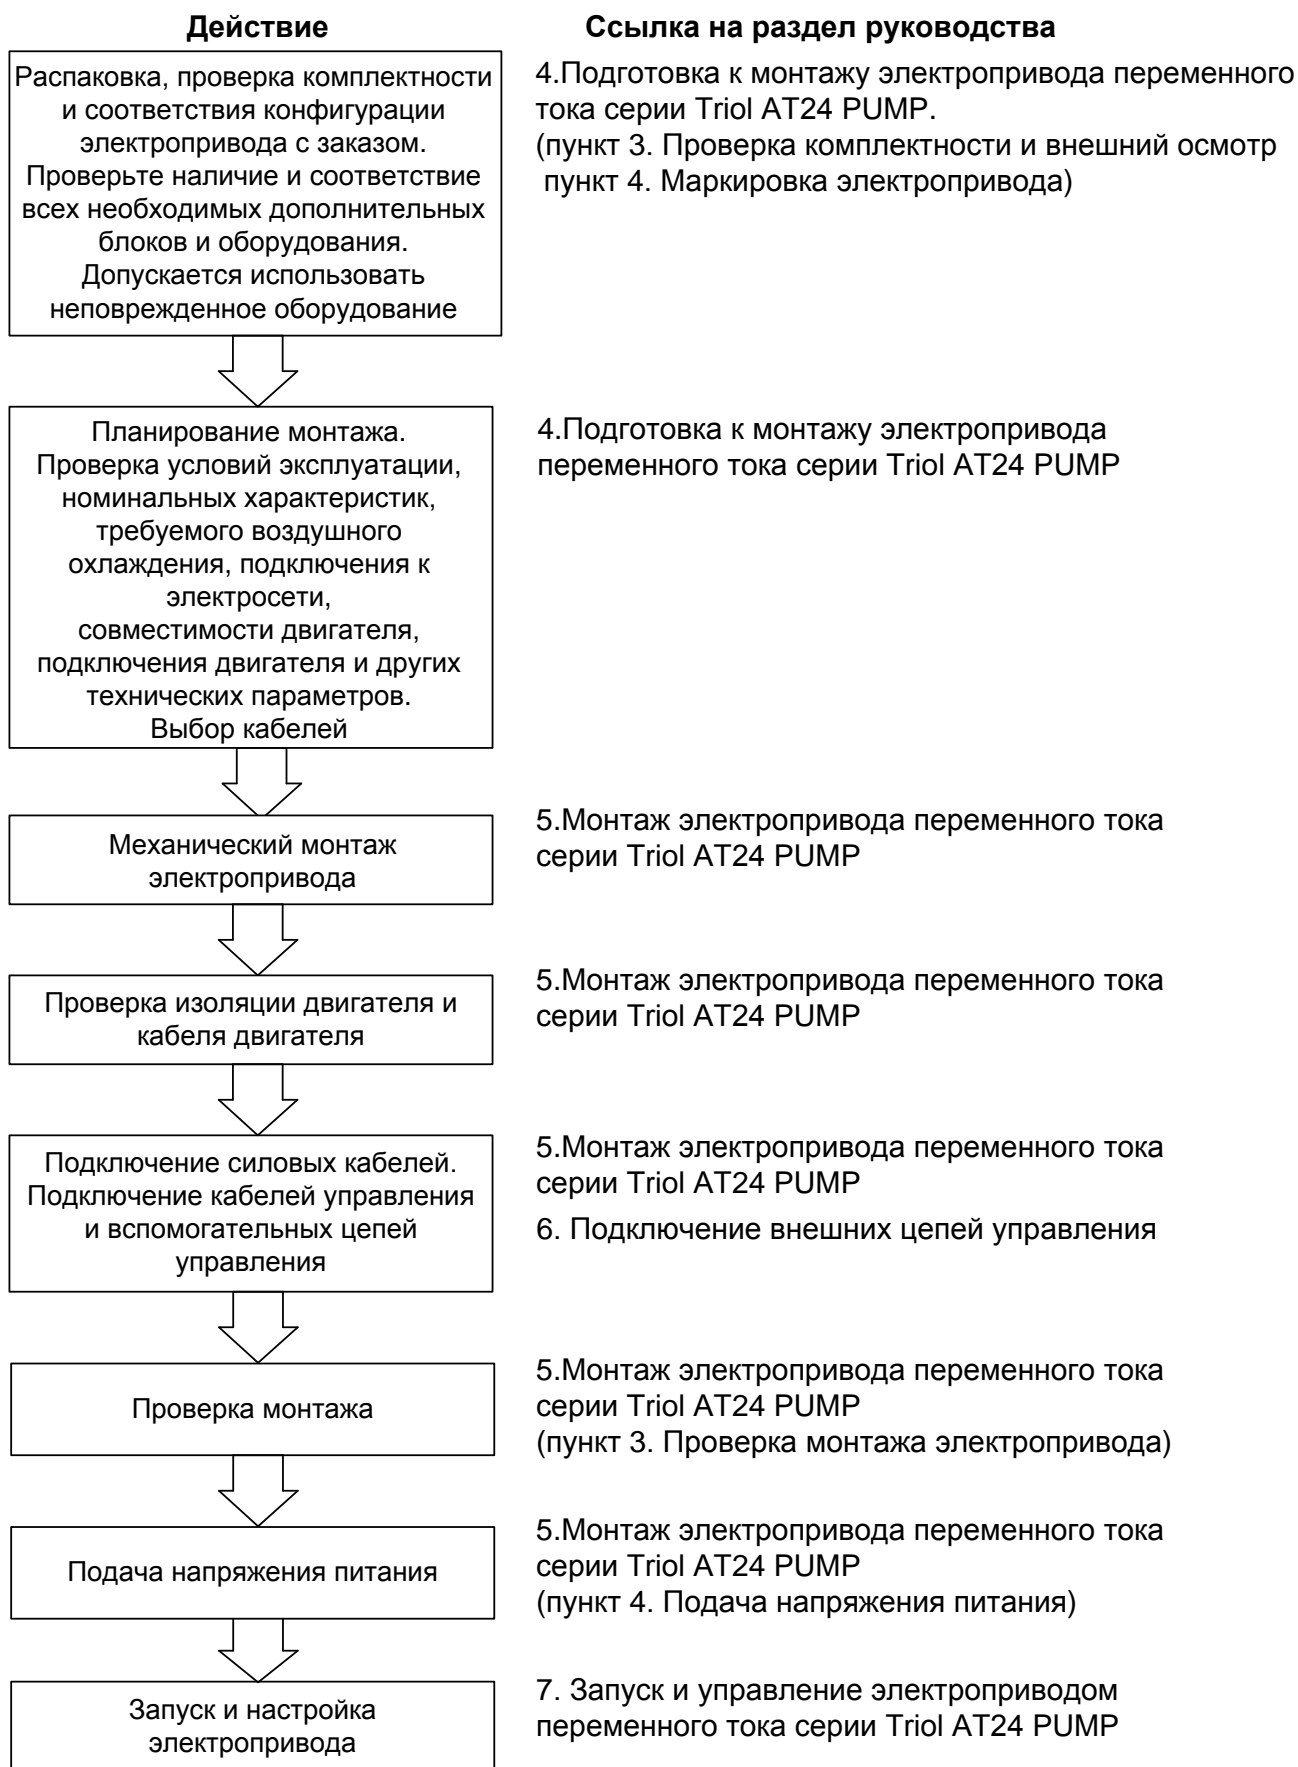 Действие
Ссылка на раздел руководства
Распаковка, проверка комплектности
и соответствия конфигурации
электропривода с заказом.
Проверьте наличие и соответствие
всех необходимых дополнительных
блоков и оборудования.
Допускается использовать
неповрежденное оборудование
4.Подготовка к монтажу электропривода переменного
тока серии Triol AT24 PUMP.
(пункт 3. Проверка комплектности и внешний осмотр
пункт 4. Маркировка электропривода)
Планирование монтажа.
Проверка условий эксплуатации,
номинальных характеристик,
требуемого воздушного
охлаждения, подключения к
электросети,
совместимости двигателя,
подключения двигателя и других
технических параметров.
Выбор кабелей
4.Подготовка к монтажу электропривода
переменного тока серии Triol AT24 PUMP
Механический монтаж
электропривода
5.Монтаж электропривода переменного тока
серии Triol AT24 PUMP
Проверка изоляции двигателя и
кабеля двигателя
5.Монтаж электропривода переменного тока
серии Triol AT24 PUMP
Подключение силовых кабелей.
Подключение кабелей управления
и вспомогательных цепей
управления
5.Монтаж электропривода переменного тока
серии Triol AT24 PUMP
6. Подключение внешних цепей управления
Проверка монтажа
5.Монтаж электропривода переменного тока
серии Triol AT24 PUMP
(пункт 3. Проверка монтажа электропривода)
Подача напряжения питания
5.Монтаж электропривода переменного тока
серии Triol AT24 PUMP
(пункт 4. Подача напряжения питания)
Запуск и настройка
электропривода
7. Запуск и управление электроприводом
переменного тока серии Triol AT24 PUMP